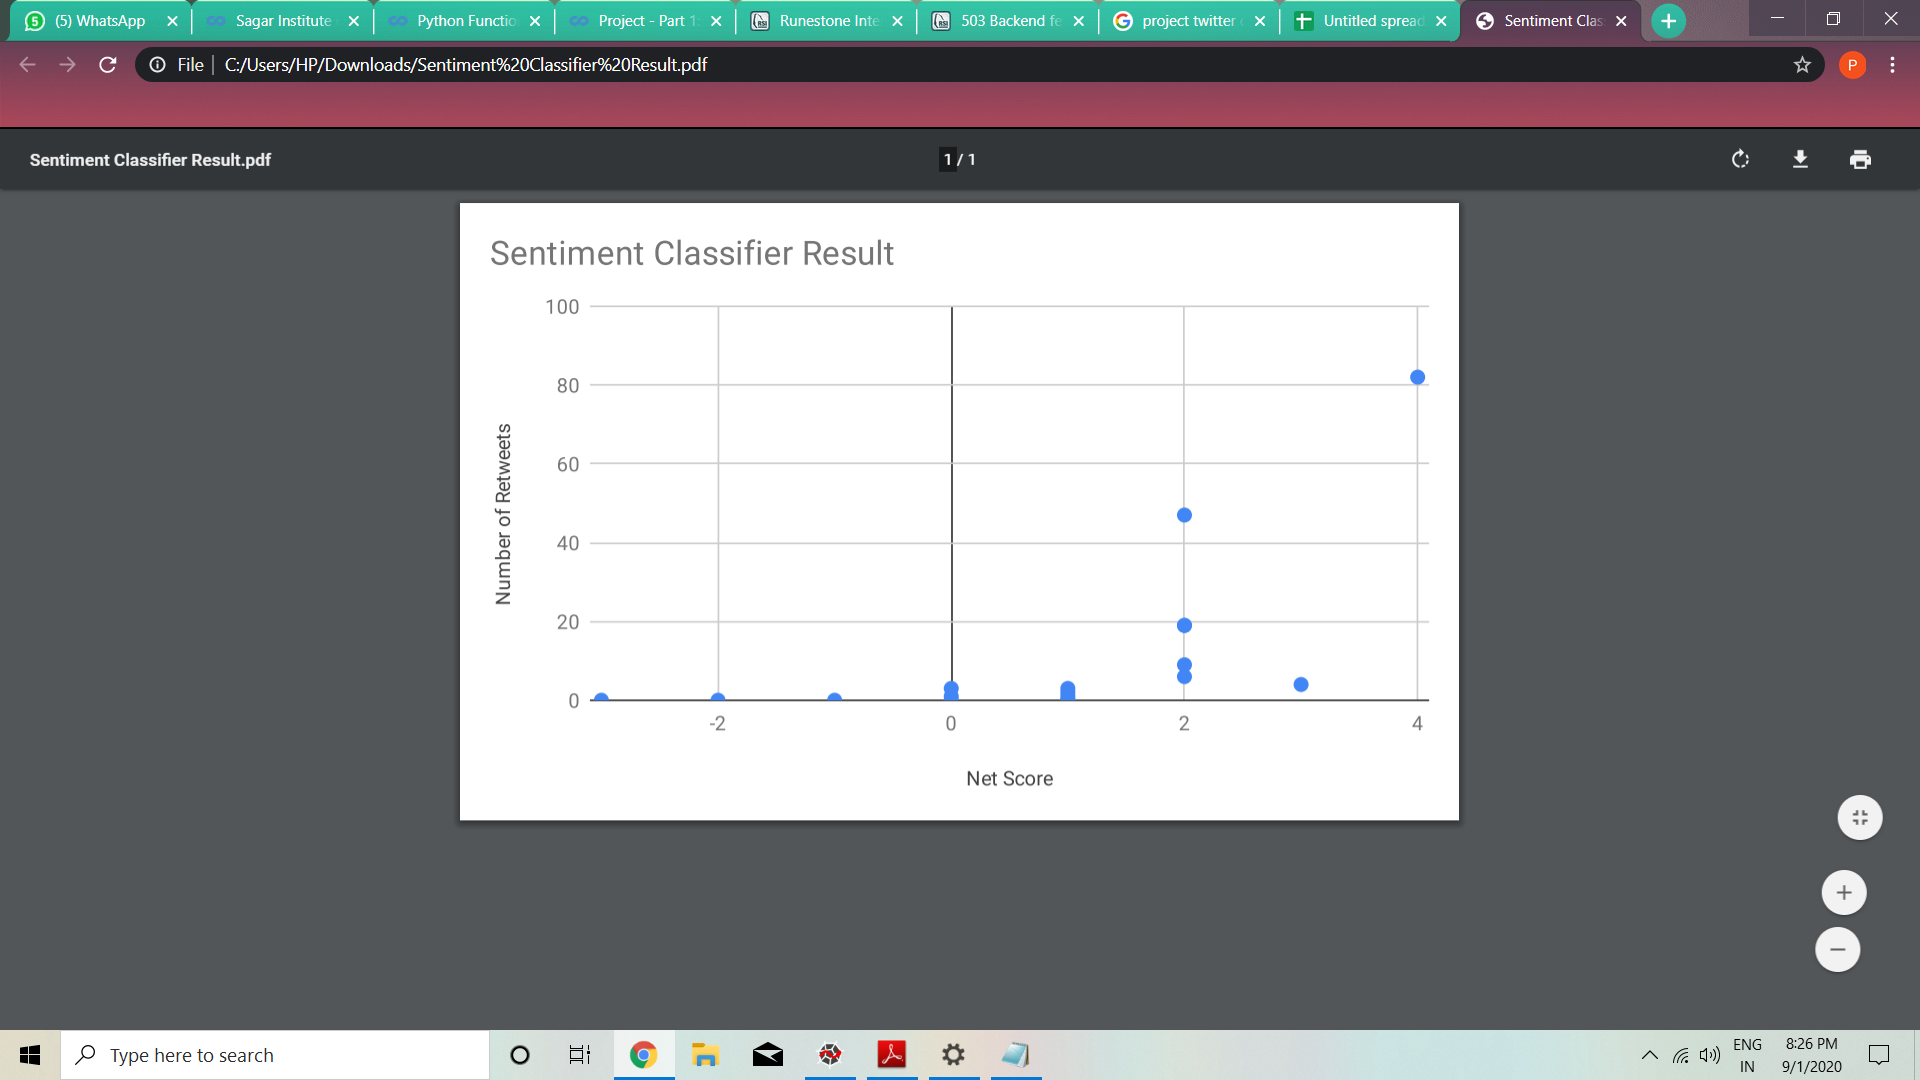 (5) WhatsApp
Sagar Institute
Python Functio
Project - Part 1
Runestone Inte
503 Backend fe
project twitter
Untitled spread
Sentiment Clas
File
C:/Users/HP/Downloads/Sentiment%20Classifier%20Result.pdf
P
Sentiment Classifier Result.pdf
1 / 1
Sentiment Classifier Result
100
80
60
40
20
0
Number of Retweets
-2
0
2
4
Net Score
Type here to search
ENG
IN
8:26 PM
9/1/2020